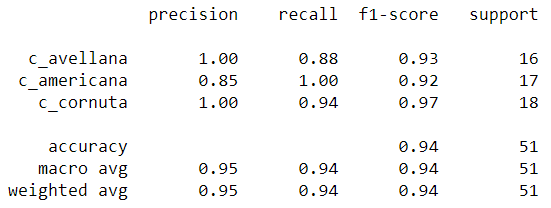 precision recall f1-score support
c_avellana 1.00 0.88 0.93 16
c_americana 0.85 1.00 0.92 17
c_cornuta 1.00 0.94 0.97 18
accuracy 0.94 51
macro avg 0.95 0.94 0.94 51
weighted avg 0.95 0.94 0.94 51